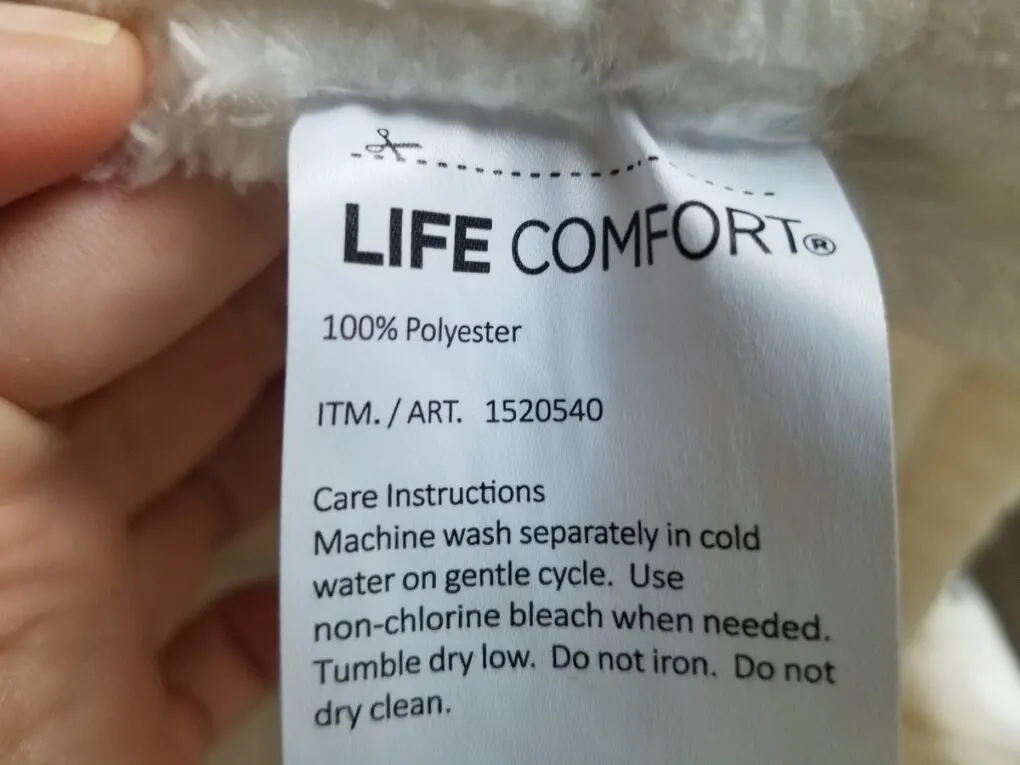 LIFE COMFORT®
100% Polyester
ITM. / ART. 1520540
Care Instructions
Machine wash separately in cold
water on gentle cycle. Use
non-chlorine bleach when needed.
Tumble dry low. Do not iron. Do not
dry clean.